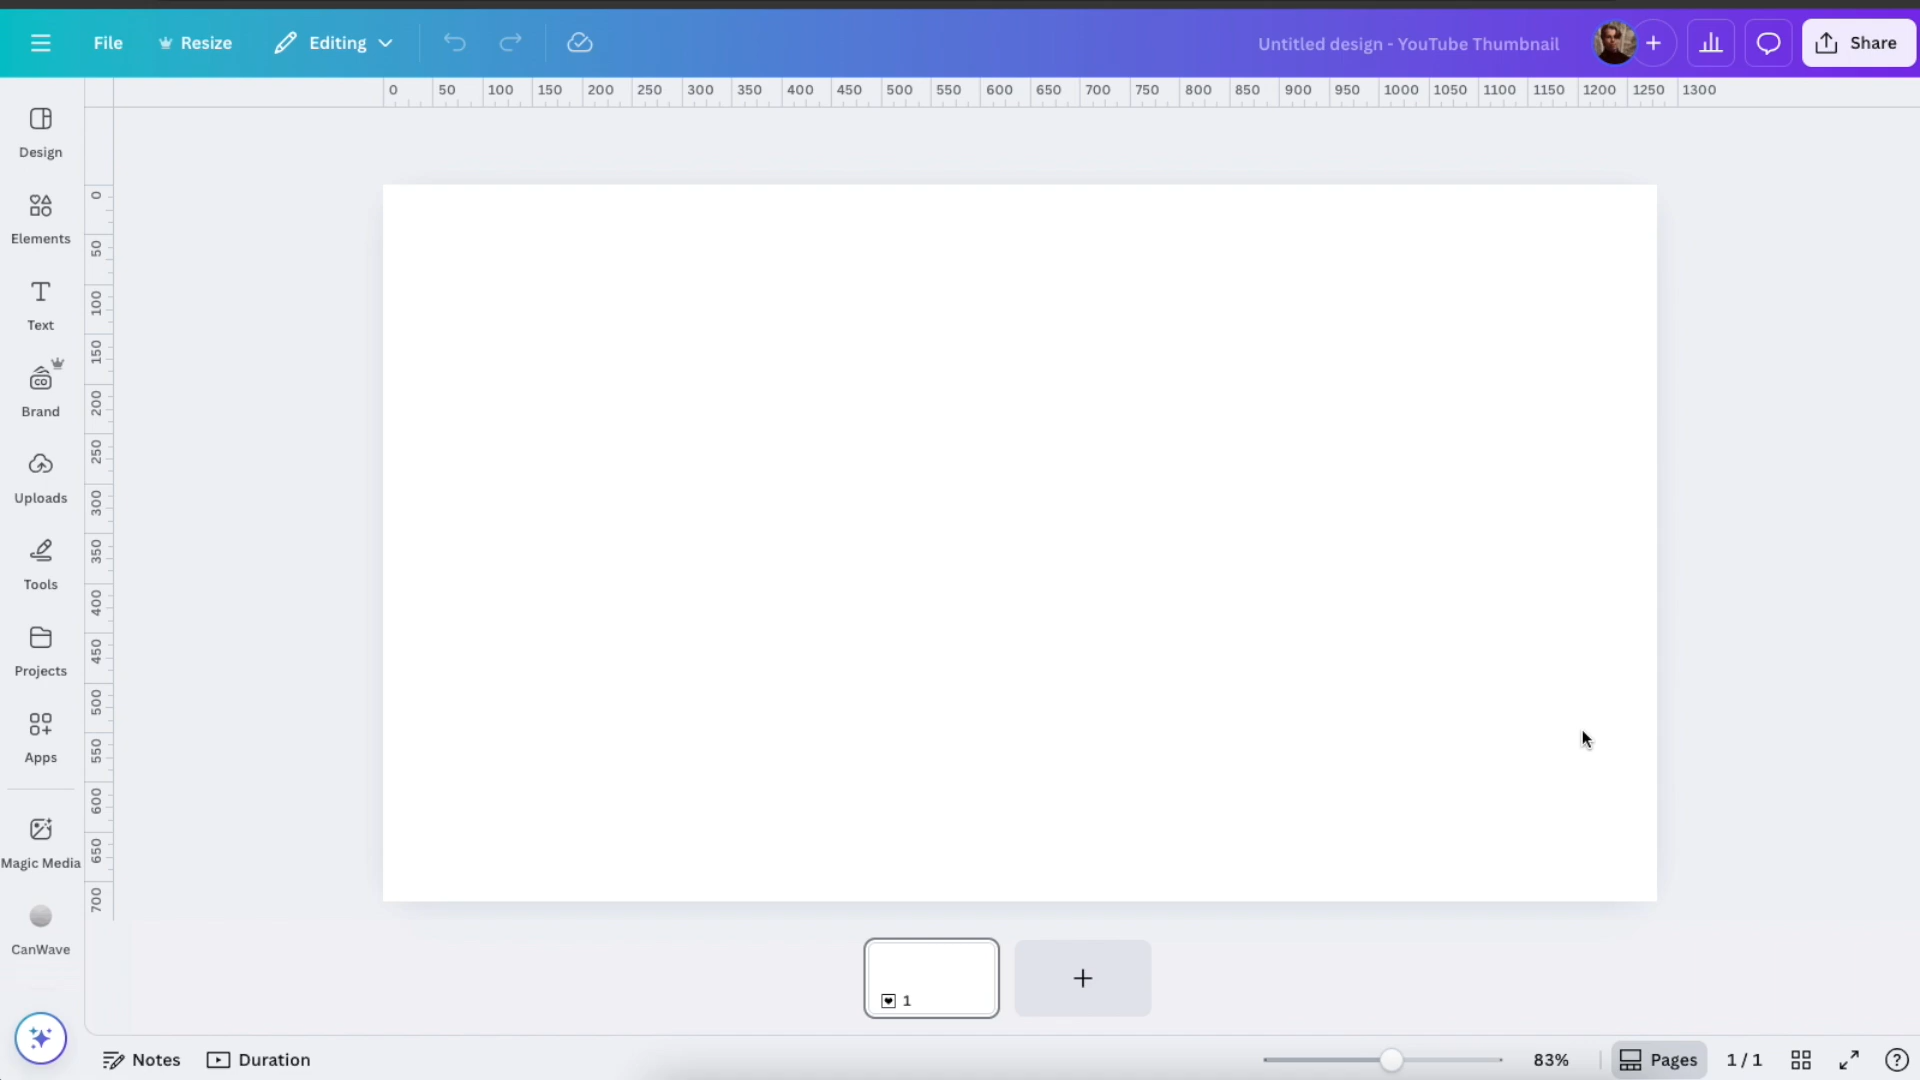 File
Resize
Editing
Untitled design - YouTube Thumbnail
Share
0 50 100 150 200 250 300 350 400 450 500 550 600 650 700 750 800 850 900 950 1000 1050 1100 1150 1200 1250 1300
Design
Elements
Text
Brand
Uploads
Tools
Projects
Apps
Magic Media
CanWave
0
50
100
150
200
250
300
350
400
450
500
550
600
650
700
CO
1
Notes
Duration
83%
Pages
1 / 1